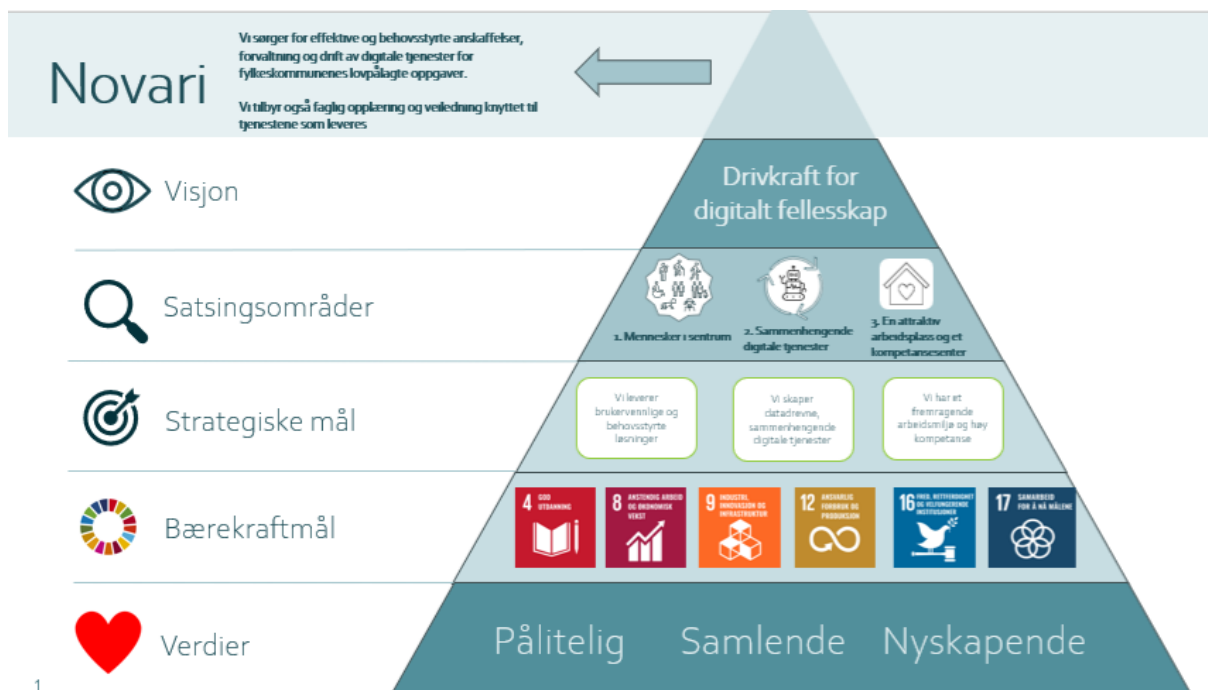 Novari
Vi sørger for effektive og behovsstyrte anskaffelser,
forvaltning og drift av digitale tjenester for
fylkeskommunenes lovpålagte oppgaver.
Vi tilbyr også faglig opplæring og veiledning knyttet til
tjenestene som leveres
Visjon
Drivkraft for
digitalt fellesskap
Satsingsområder
1. Mennesker i sentrum
2. Sammenhengende
digitale tjenester
3. En attraktiv
arbeidsplass og et
kompetansesenter
Strategiske mål
Vi leverer
brukervennlige og
behovsstyrte
løsninger
Vi skaper
datadrevne,
sammenhengende
digitale tjenester
Vi har et
fremragende
arbeidsmiljø og høy
kompetanse
Bærekraftmål
4 GOD
UTDANNING
8 ANSTENDIG ARBEID
OG ØKONOMISK
VEKST
9 INDUSTRI,
INNOVASJON OG
INFRASTRUKTUR
12 ANSVARLIG
FORBRUK OG
PRODUKSJON
16 FRED, RETTFERDIGHET
OG VELFUNGERENDE
INSTITUSJONER
17 SAMARBEID
FOR Å NÅ MÅLENE
Verdier
Pålitelig Samlende Nyskapende
1